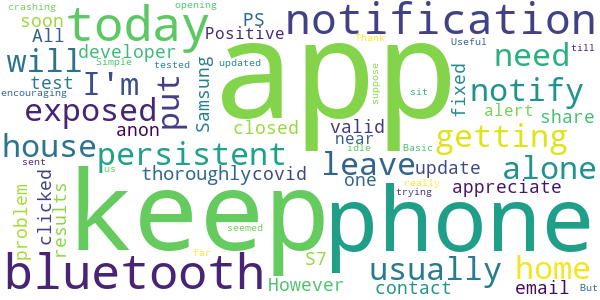 crashing opening
soon today PS Thank notification
All developer Positive Useful till
will Simple tested updated need
encouraging test I'm put Samsung app suppose sit fixed notify
exposed anon closed valid alert share
house persistent near getting
thoroughly covid idle Basic leave update alone
sent us one really appreciate
problem clicked results keep phone trying
seemed
bluetooth far S7 usually home
However contact email But